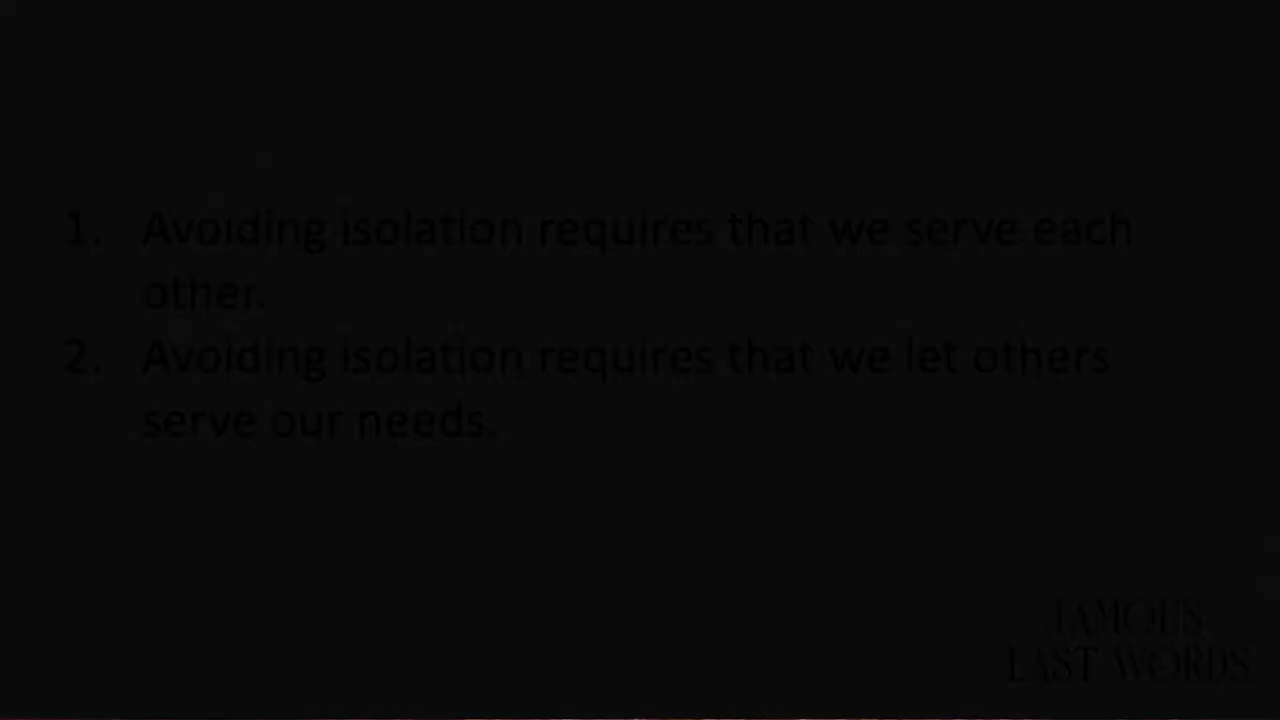 1. Avoiding isolation requires that we serve each
other.
2. Avoiding isolation requires that we let others
serve our needs.
FAMOUS
LAST WORDS